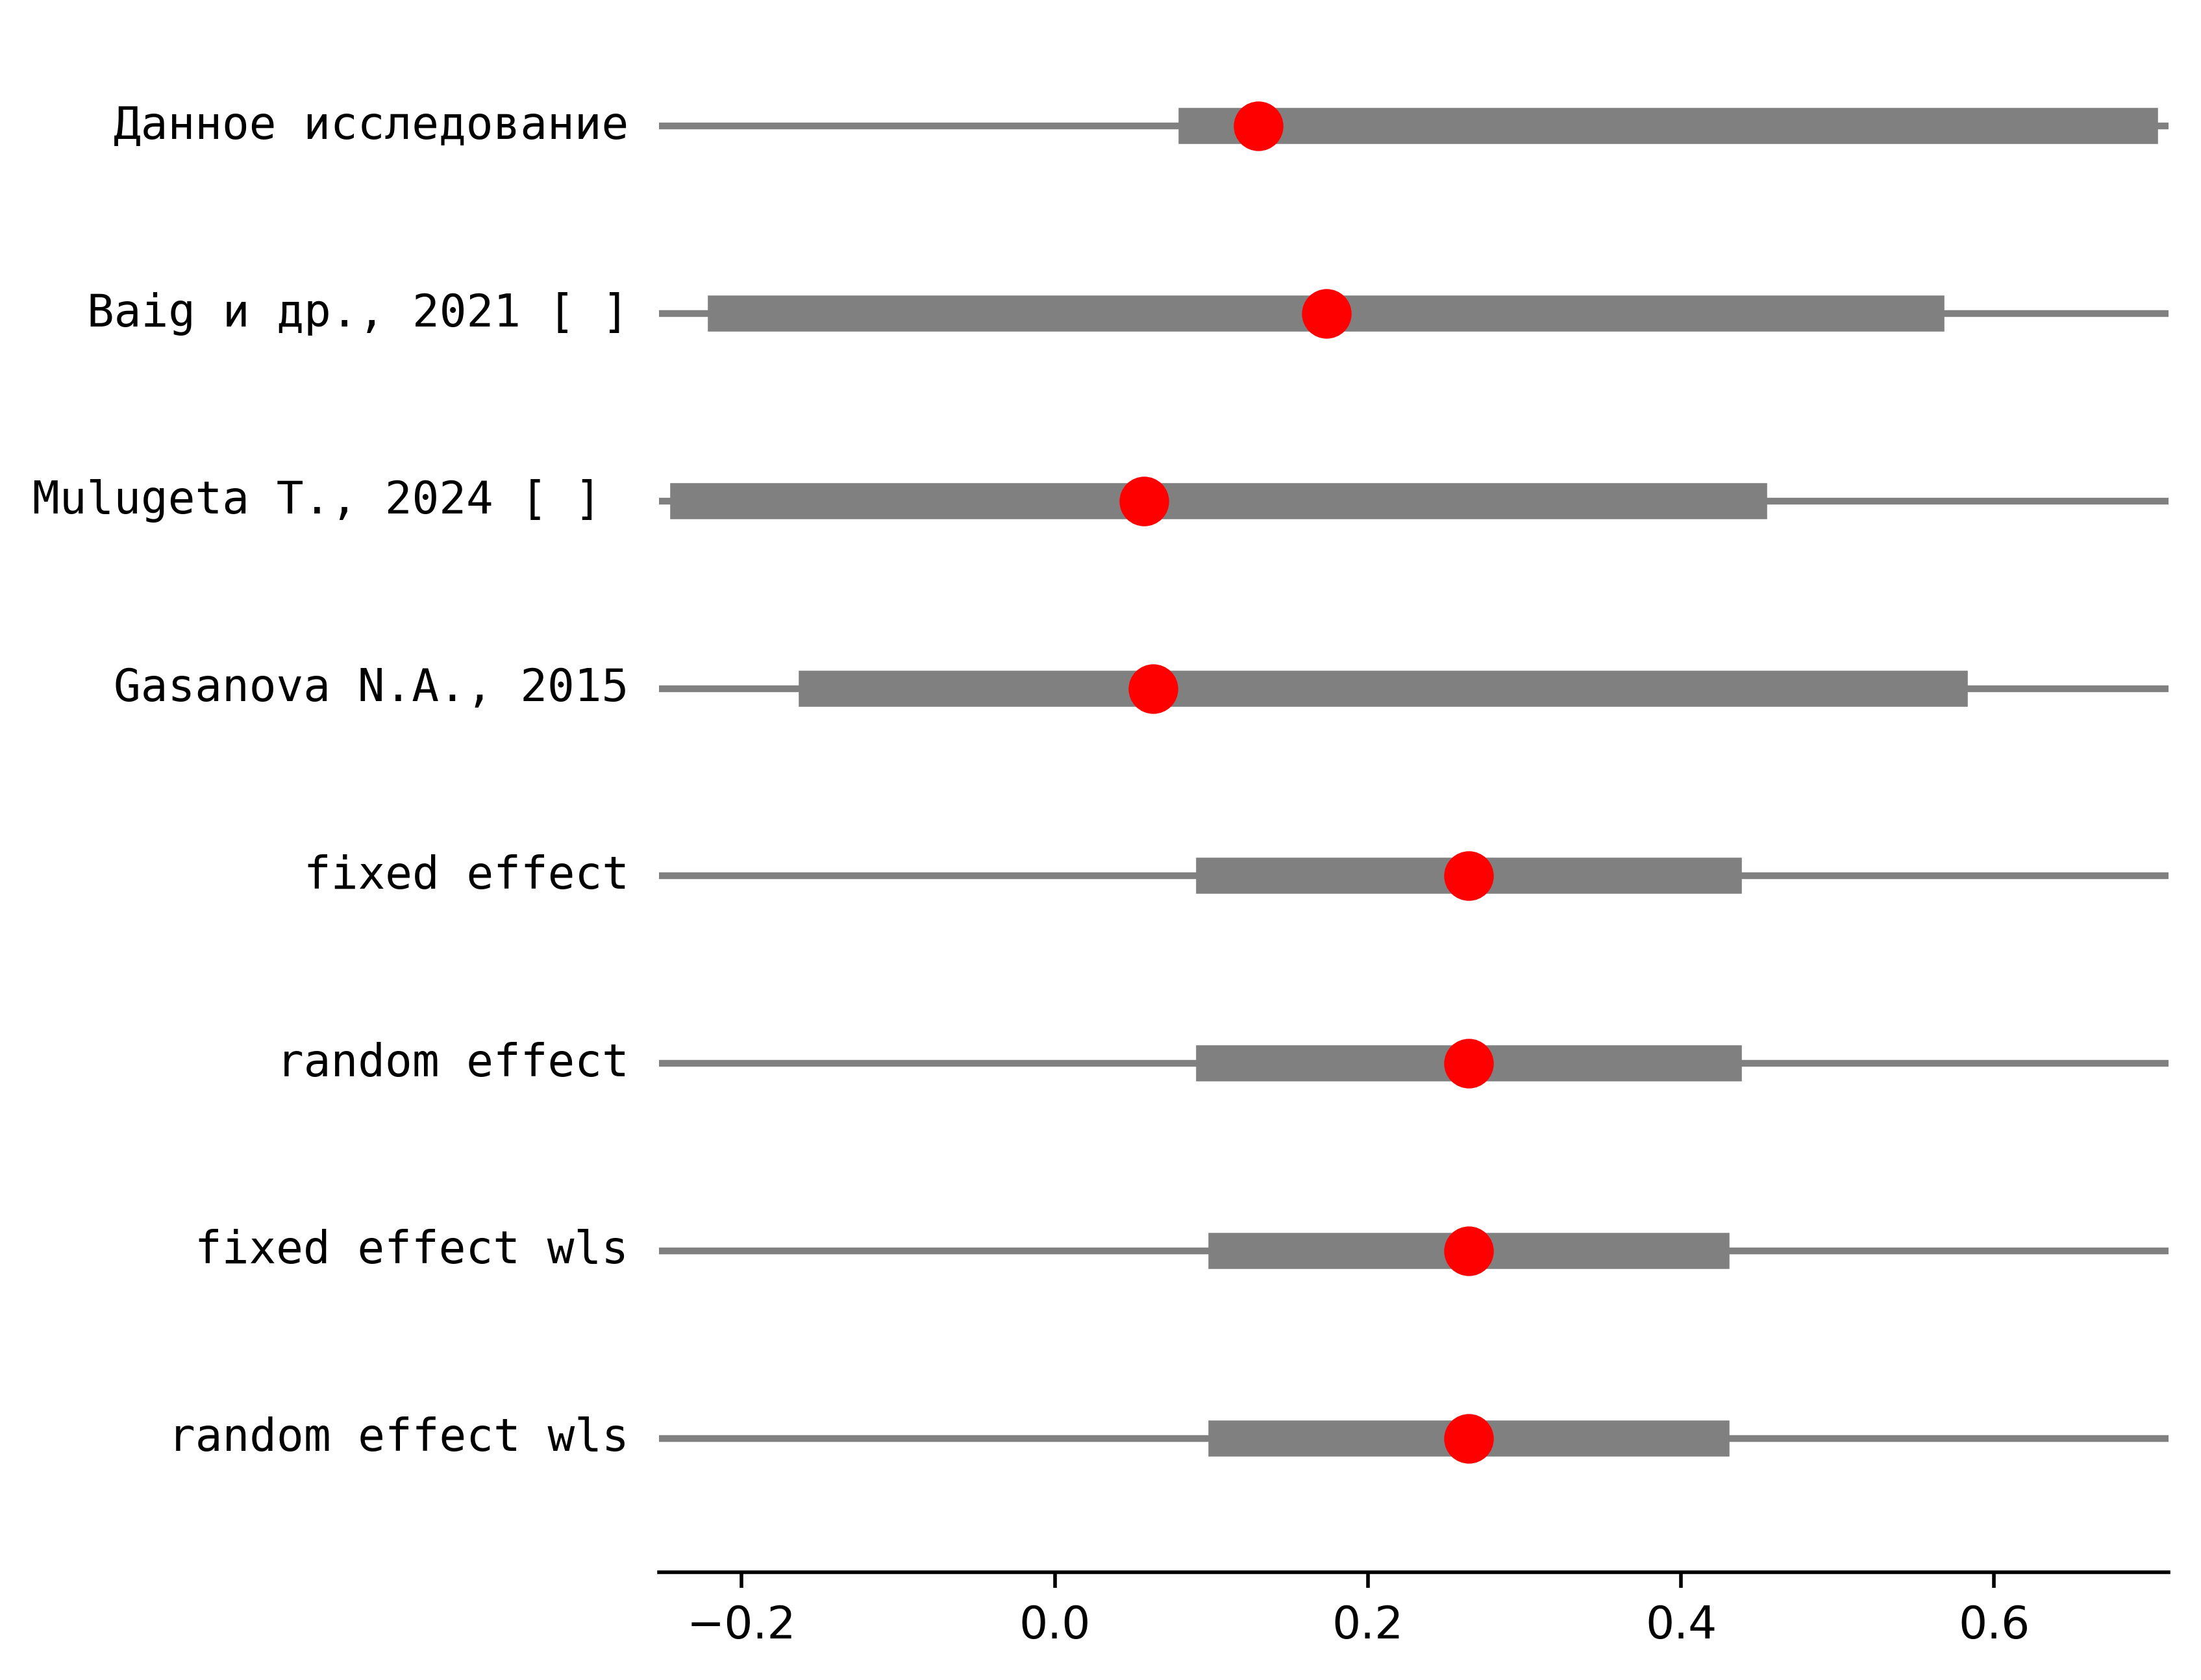 Данное исследование
Baig и др., 2021 [ ]
Mulugeta T., 2024 [ ]
Gasanova N.A., 2015
fixed effect
random effect
fixed effect wls
random effect wls
−0.2 0.0 0.2 0.4 0.6